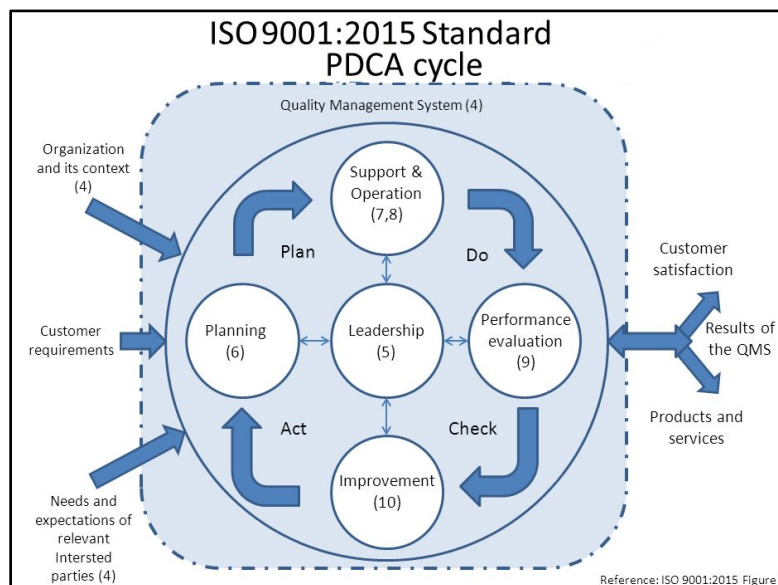 ISO 9001:2015 Standard
PDCA cycle
Quality Management System (4)
Organization
and its context
(4)
Support &
Operation
(7,8)
Plan
Do
Customer
satisfaction
Customer
requirements
Planning
(6)
Leadership
(5)
Performance
evaluation
(9)
Results of
the QMS
Act
Check
Products and
services
Improvement
(10)
Needs and
expectations of
relevant
Intersted
parties (4)
Reference: ISO 9001:2015 Figure